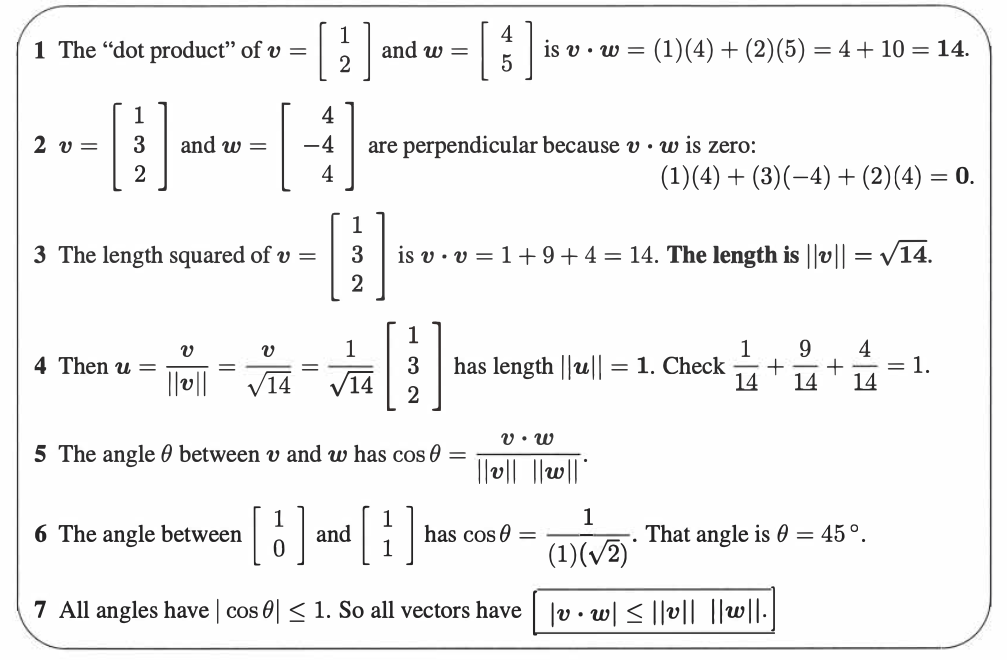 1 The “dot product” of v = [ 1 2 ] and w = [ 4 5 ] is v · w = (1)(4) + (2)(5) = 4 + 10 = 14.
2 v = [ 1 3 2 ] and w = [ 4 −4 4 ] are perpendicular because v · w is zero:
(1)(4) + (3)(−4) + (2)(4) = 0.
3 The length squared of v = [ 1 3 2 ] is v · v = 1 + 9 + 4 = 14. The length is ||v|| = √14.
4 Then u = v/||v|| = v/√14 = 1/√14 [ 1 3 2 ] has length ||u|| = 1. Check 1/14 + 9/14 + 4/14 = 1.
5 The angle θ between v and w has cos θ = v · w / ||v|| ||w||.
6 The angle between [ 1 0 ] and [ 1 1 ] has cos θ = 1/(1)(√2). That angle is θ = 45°.
7 All angles have | cos θ| ≤ 1. So all vectors have |v · w| ≤ ||v|| ||w||.